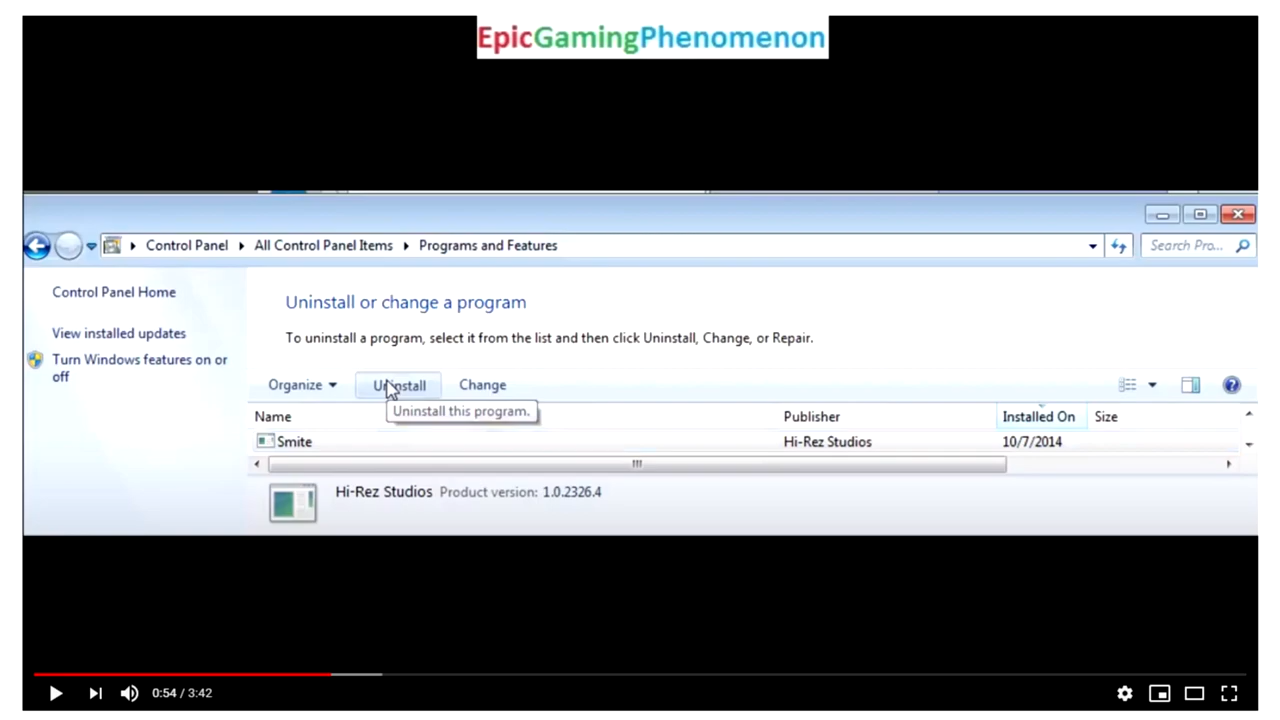 EpicGamingPhenomenon
Control Panel All Control Panel Items Programs and Features Search Pro...
Control Panel Home
View installed updates
Turn Windows features on or
off
Uninstall or change a program
To uninstall a program, select it from the list and then click Uninstall, Change, or Repair.
Organize Uninstall Change
Uninstall this program.
Name Publisher Installed On Size
Smite Hi-Rez Studios 10/7/2014
Hi-Rez Studios Product version: 1.0.2326.4
0:54 / 3:42